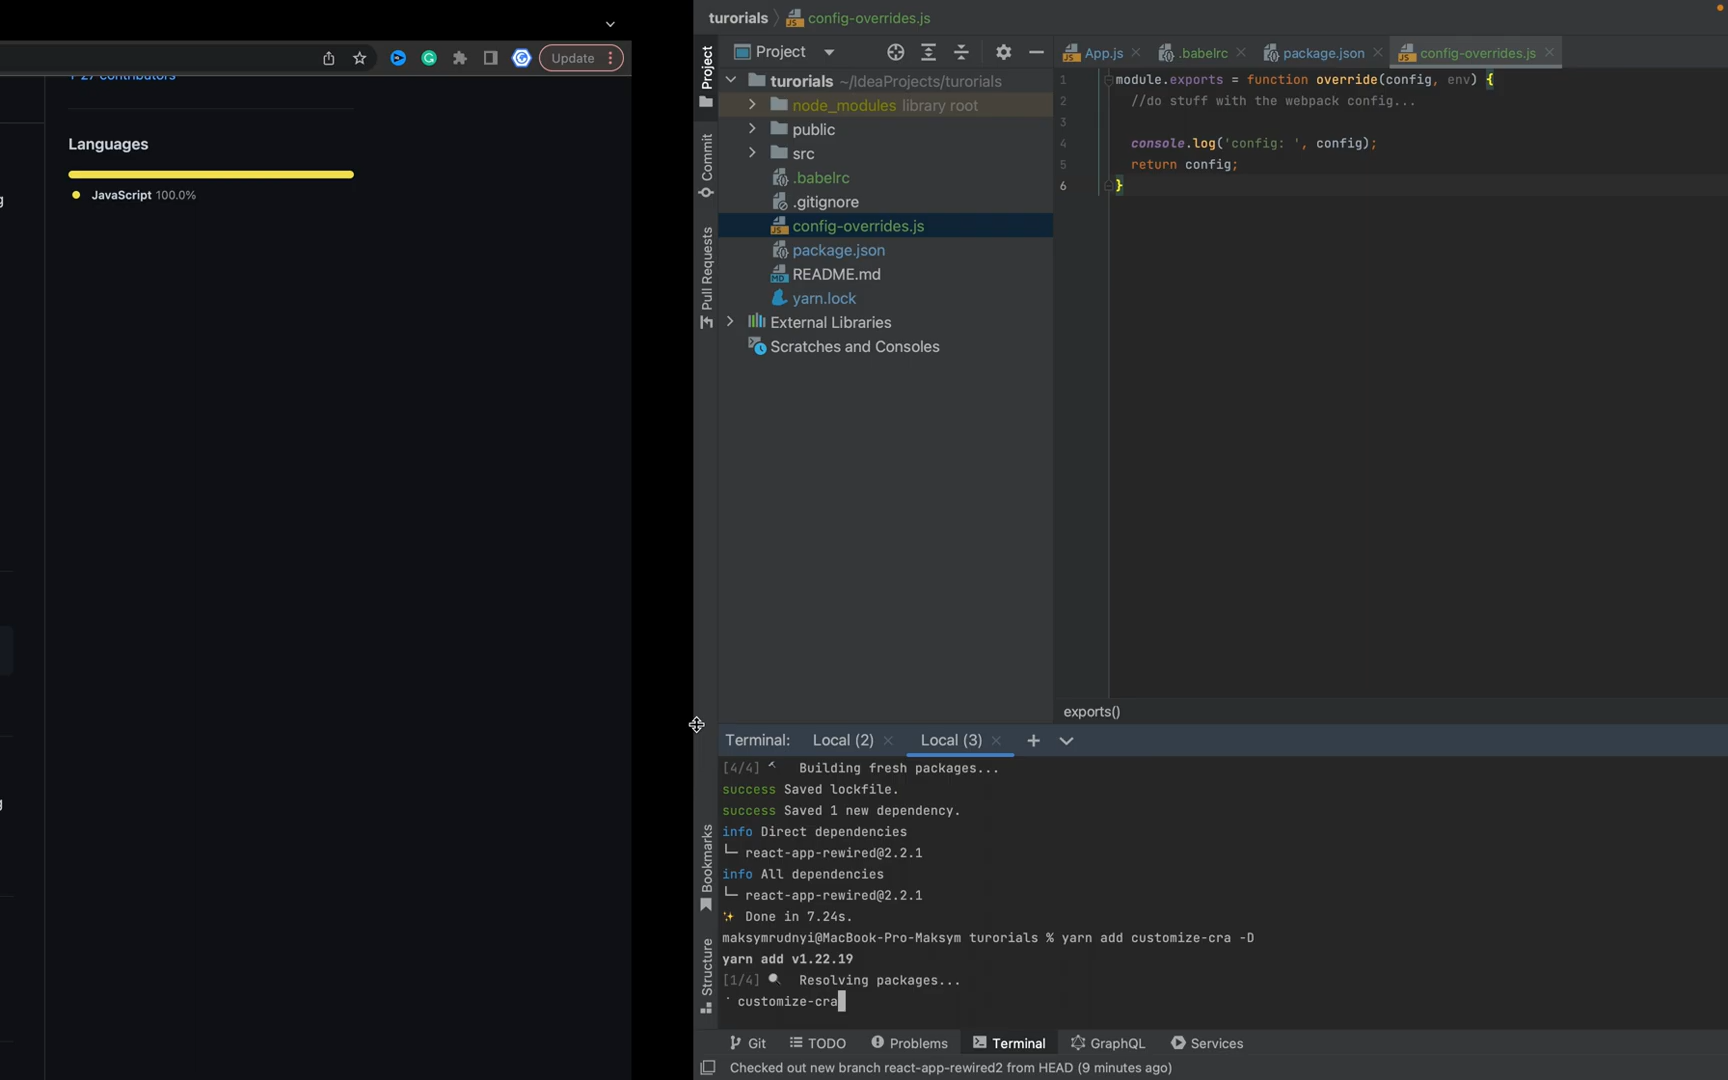 Update
+ 27 contributors
Languages
JavaScript 100.0%
turorials
config-overrides.js
Project
Commit
Pull Requests
Bookmarks
Structure
Project
turorials ~/IdeaProjects/turorials
node_modules library root
public
src
.babelrc
.gitignore
config-overrides.js
package.json
README.md
yarn.lock
External Libraries
Scratches and Consoles
App.js
.babelrc
package.json
config-overrides.js
1 module.exports = function override(config, env) {
2 //do stuff with the webpack config...
3
4 console.log('config: ', config);
5 return config;
6 }
exports()
Terminal: Local (2) Local (3)
[4/4] Building fresh packages...
success Saved lockfile.
success Saved 1 new dependency.
info Direct dependencies
└─ react-app-rewired@2.2.1
info All dependencies
└─ react-app-rewired@2.2.1
✨ Done in 7.24s.
maksymrudnyi@MacBook-Pro-Maksym turorials % yarn add customize-cra -D
yarn add v1.22.19
[1/4] Resolving packages...
customize-cra
Git TODO Problems Terminal GraphQL Services
Checked out new branch react-app-rewired2 from HEAD (9 minutes ago)